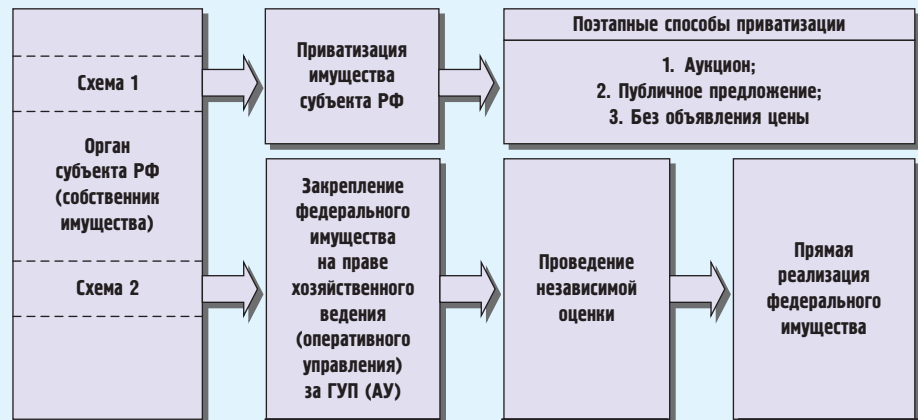 Схема 1
Орган
субъекта РФ
(собственник
имущества)
Схема 2
Приватизация
имущества
субъекта РФ
Поэтапные способы приватизации
1. Аукцион;
2. Публичное предложение;
3. Без объявления цены
Закрепление
федерального
имущества
на праве
хозяйственного
ведения
(оперативного
управления)
за ГУП (АУ)
Проведение
независимой
оценки
Прямая
реализация
федерального
имущества